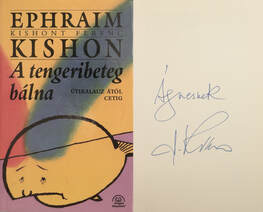 EPHRAIM
KISHONT FERENC
KISHON
A tengeribeteg
bálna
ÚTIKALAUZ ÁTÓL
CETIG
Ágnesnek